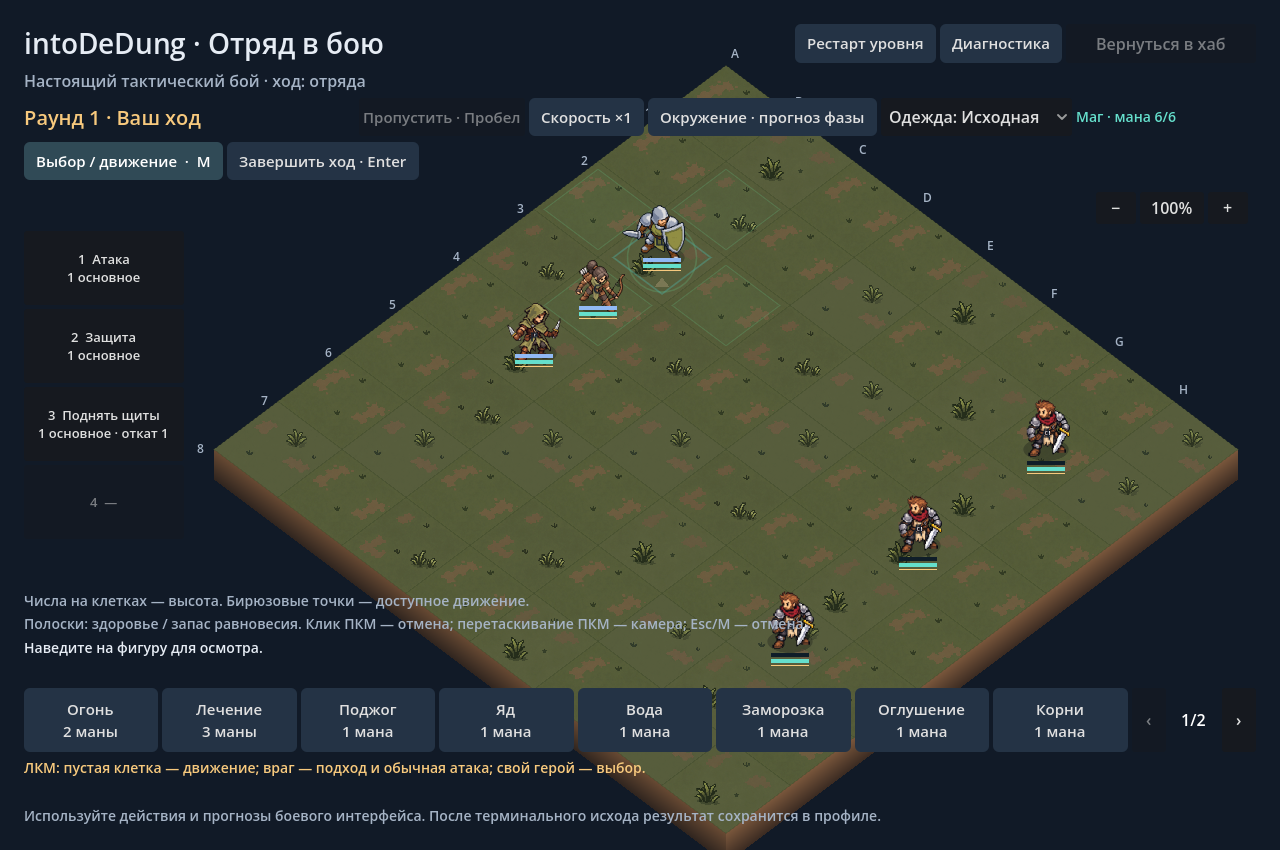 intoDeDung · Отряд в бою
Рестарт уровня
Диагностика
Вернуться в хаб
Настоящий тактический бой · ход: отряда
Раунд 1 · Ваш ход
Пропустить · Пробел
Скорость ×1
Окружение · прогноз фазы
Одежда: Исходная
Маг · мана 6/6
Выбор / движение · M
Завершить ход · Enter
− 100% +
A
C
D
E
F
G
H
2
3
4
5
6
7
8
1 Атака
1 основное
2 Защита
1 основное
3 Поднять щиты
1 основное · откат 1
4 —
Числа на клетках — высота. Бирюзовые точки — доступное движение.
Полоски: здоровье / запас равновесия. Клик ПКМ — отмена; перетаскивание ПКМ — камера; Esc/M — отмена.
Наведите на фигуру для осмотра.
Огонь
2 маны
Лечение
3 маны
Поджог
1 мана
Яд
1 мана
Вода
1 мана
Заморозка
1 мана
Оглушение
1 мана
Корни
1 мана
‹ 1/2 ›
ЛКМ: пустая клетка — движение; враг — подход и обычная атака; свой герой — выбор.
Используйте действия и прогнозы боевого интерфейса. После терминального исхода результат сохранится в профиле.